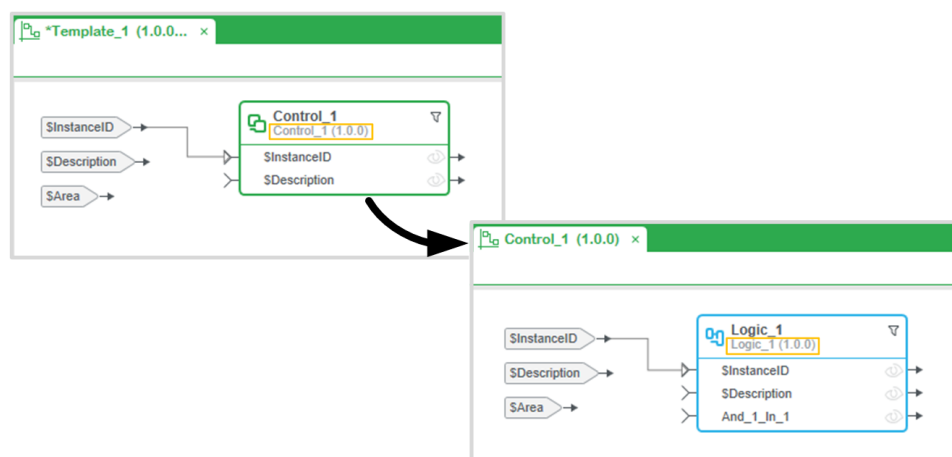 *Template_1 (1.0.0... ×
Control_1
Control_1 (1.0.0)
$InstanceID
$InstanceID
$Description
$Description
$Area
Control_1 (1.0.0) ×
Logic_1
Logic_1 (1.0.0)
$InstanceID
$InstanceID
$Description
$Description
$Area
And_1_In_1